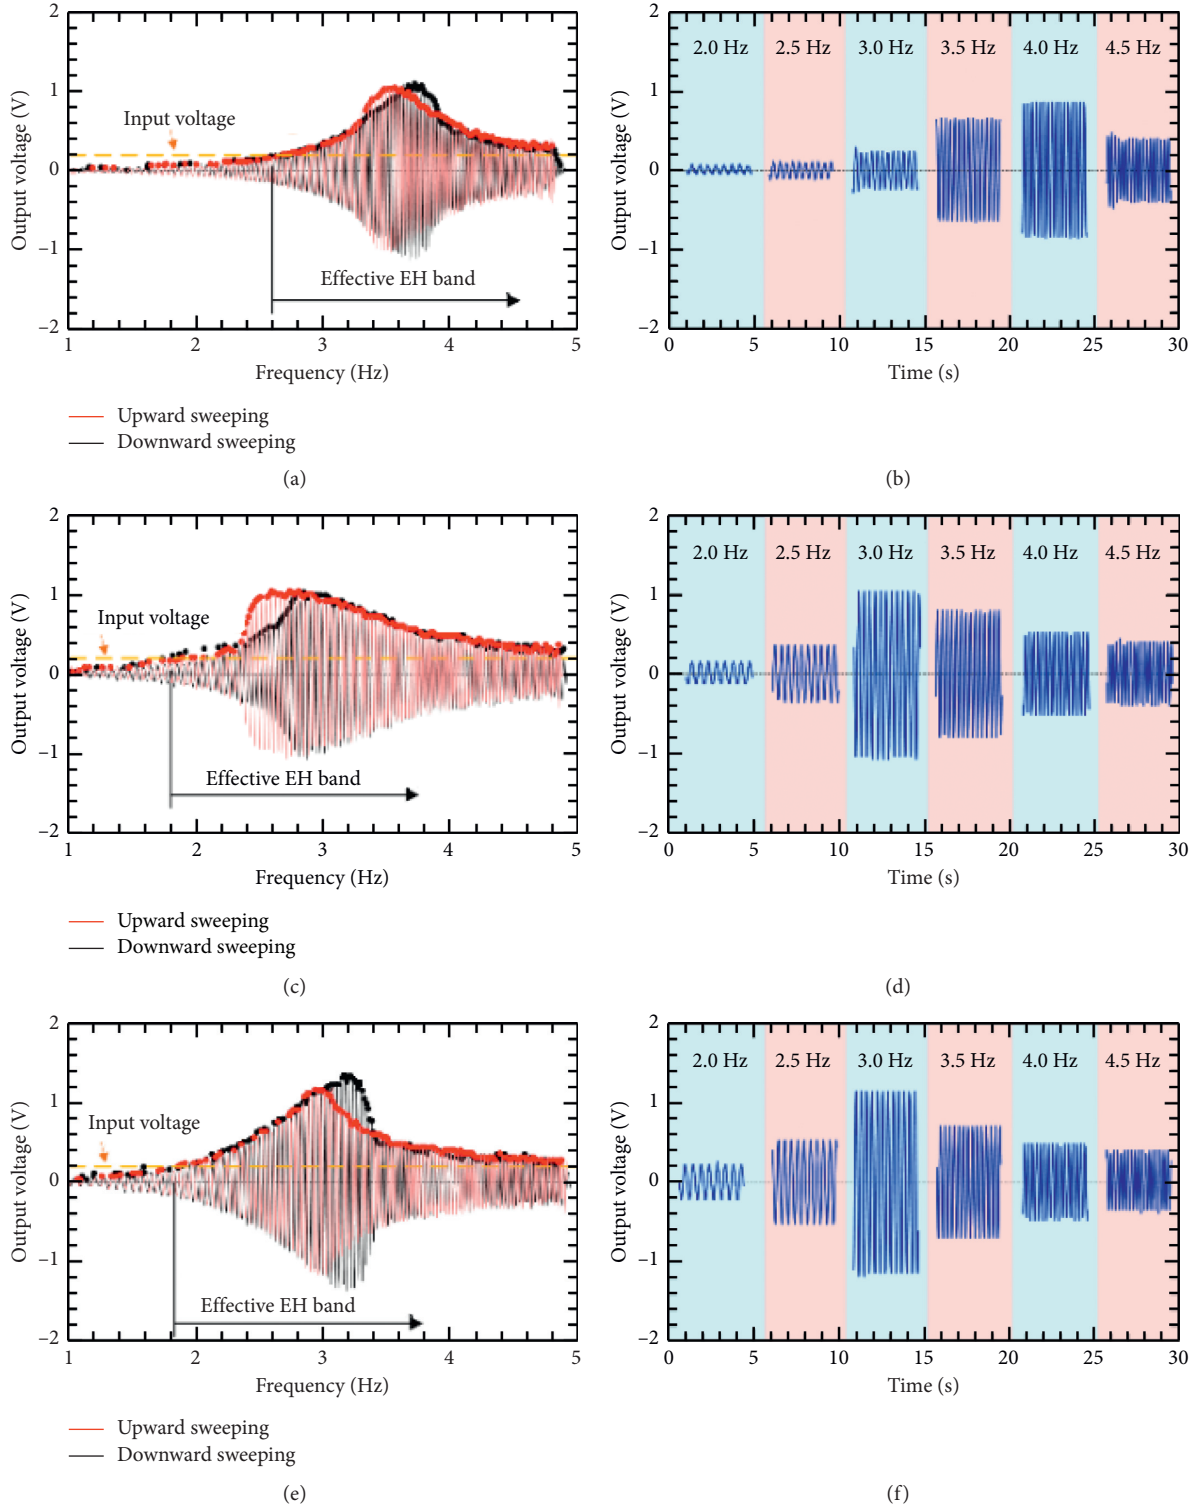 2
1
0
−1
−2
Output voltage (V)
Input voltage
Effective EH band
1 2 3 4 5
Frequency (Hz)
Upward sweeping
Downward sweeping
(a)
2
1
0
−1
−2
Output voltage (V)
2.0 Hz 2.5 Hz 3.0 Hz 3.5 Hz 4.0 Hz 4.5 Hz
0 5 10 15 20 25 30
Time (s)
(b)
2
1
0
−1
−2
Output voltage (V)
Input voltage
Effective EH band
1 2 3 4 5
Frequency (Hz)
Upward sweeping
Downward sweeping
(c)
2
1
0
−1
−2
Output voltage (V)
2.0 Hz 2.5 Hz 3.0 Hz 3.5 Hz 4.0 Hz 4.5 Hz
0 5 10 15 20 25 30
Time (s)
(d)
2
1
0
−1
−2
Output voltage (V)
Input voltage
Effective EH band
1 2 3 4 5
Frequency (Hz)
Upward sweeping
Downward sweeping
(e)
2
1
0
−1
−2
Output voltage (V)
2.0 Hz 2.5 Hz 3.0 Hz 3.5 Hz 4.0 Hz 4.5 Hz
0 5 10 15 20 25 30
Time (s)
(f)